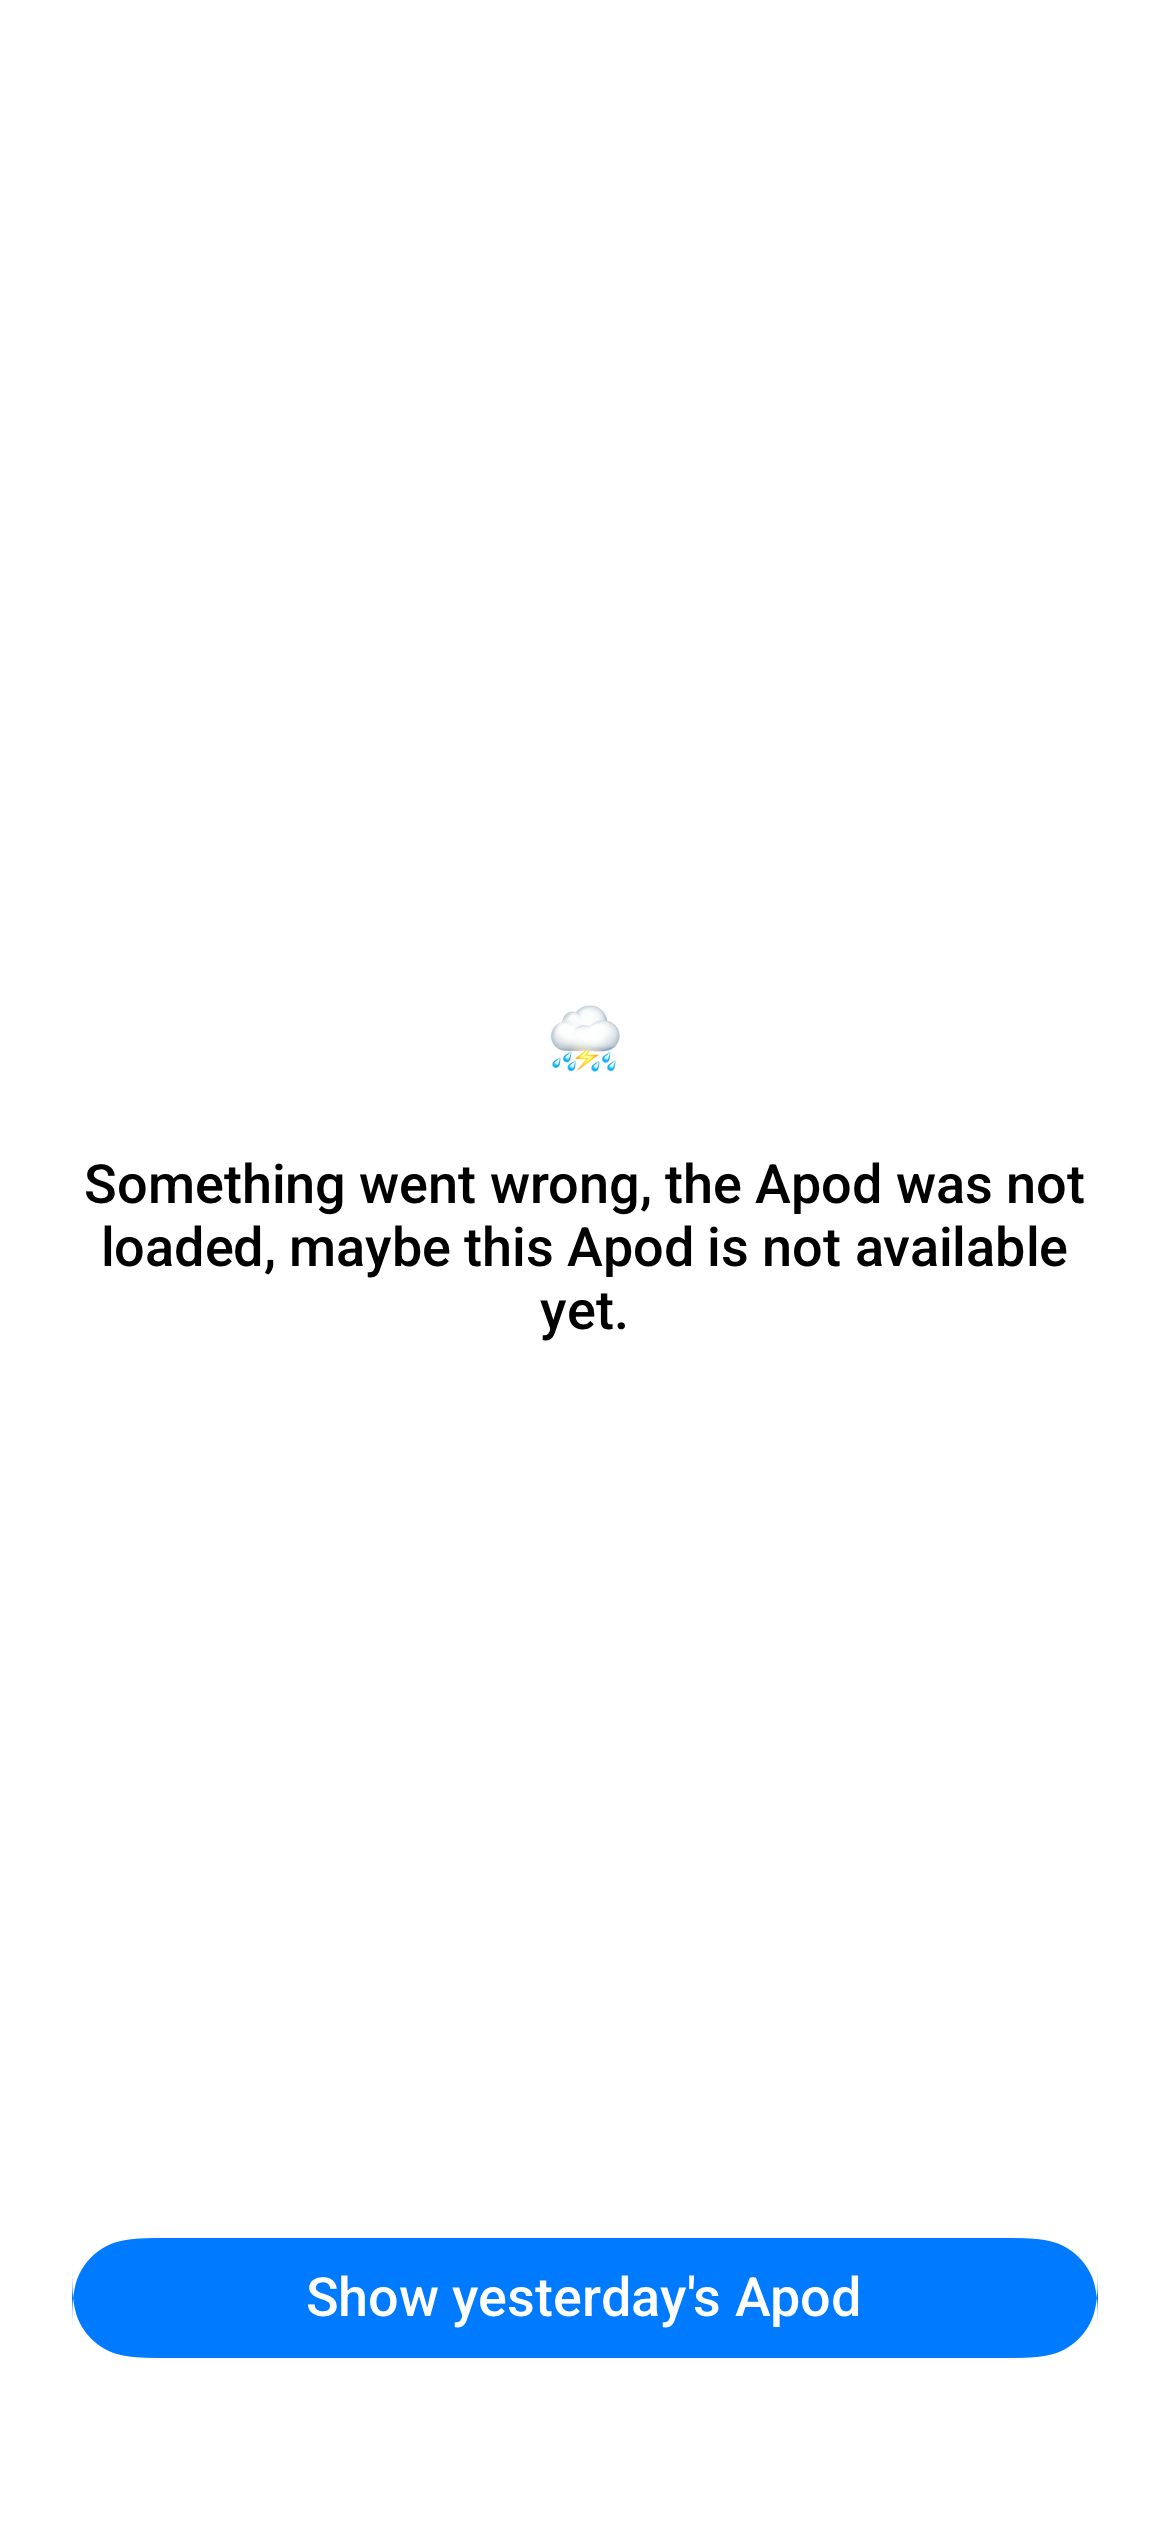 Something went wrong, the Apod was not
loaded, maybe this Apod is not available
yet.
Show yesterday's Apod